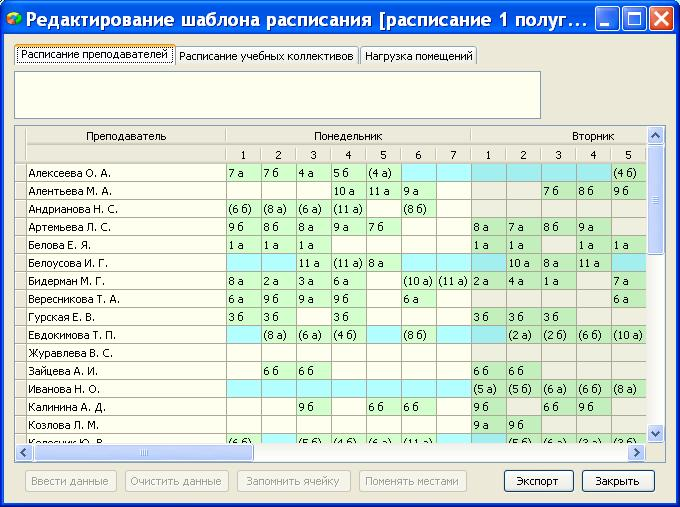 Редактирование шаблона расписания [расписание 1 полуг...
Расписание преподавателей Расписание учебных коллективов Нагрузка помещений
Преподаватель Понедельник Вторник
1 2 3 4 5 6 7 1 2 3 4 5
Алексеева О. А. 7 а 7 б 4 а 5 б (4 а) (4 б)
Алентьева М. А. 10 а 11 а 9 а 7 б 8 б 9 б
Андрианова Н. С. (6 б) (8 а) (6 а) (11 а) (8 б)
Артемьева Л. С. 9 б 8 б 8 а 9 а 7 б 8 а 7 а 8 б 9 а
Белова Е. Я. 1 а 1 а 1 а 1 а 1 а 1 а 1 а
Белоусова И. Г. 11 а (11 а) 8 а 10 а 8 а 11 а
Бидерман М. Г. 8 а 2 а 3 а 6 а (10 а) (11 а) 2 а 4 а 1 а 7 а
Вересникова Т. А. 6 а 9 б 9 а 9 б 6 а 6 а
Гурская Е. В. 3 б 3 б 3 б 3 б 3 б 3 б
Евдокимова Т. П. (8 а) (6 а) (4 б) (8 б) (2 а) (2 б) (6 б) (10 а)
Журавлева В. С.
Зайцева А. И. 6 б 6 б 6 б 6 б
Иванова Н. О. (5 а) (5 б) (6 а) (6 б) (8 а)
Калинина А. Д. 9 б 6 б 6 б 9 б 6 б 9 б
Козлова Л. М. 9 а 9 б
Колесник Ю. В. (6 б) (5 б) (4 б) (6 а) (11 а) (5 б) (6 а) (3 а) (3 б)
Ввести данные Очистить данные Запомнить ячейку Поменять местами Экспорт Закрыть